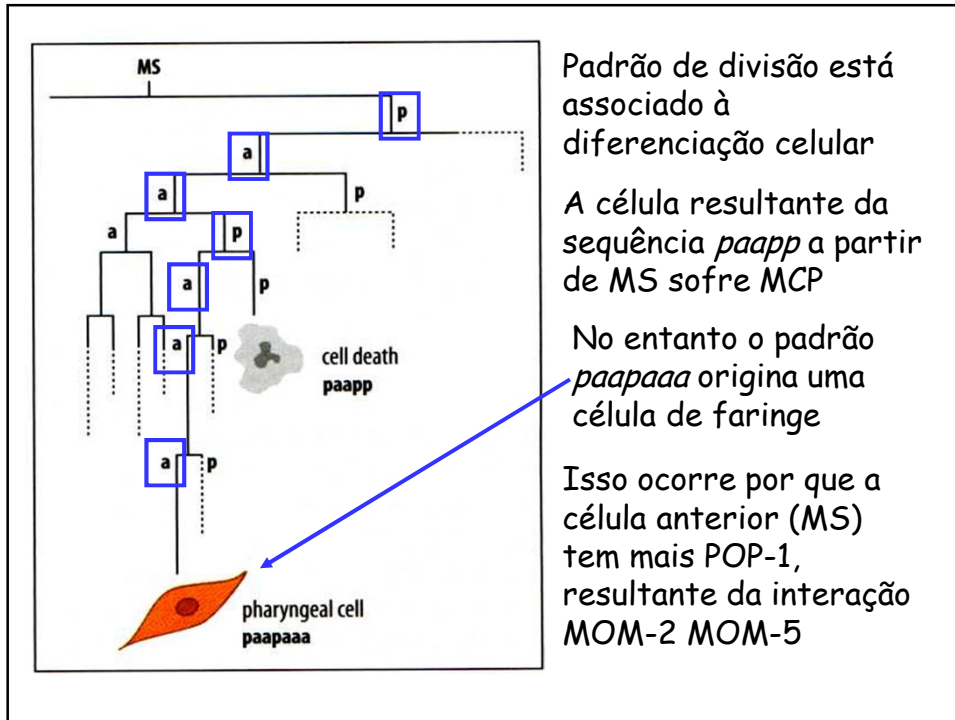 MS
p
a
a
p
a
p
a
p
a
p
cell death
paapp
a
p
pharyngeal cell
paapaaa
Padrão de divisão está
associado à
diferenciação celular
A célula resultante da
sequência paapp a partir
de MS sofre MCP
No entanto o padrão
paapaaa origina uma
célula de faringe
Isso ocorre por que a
célula anterior (MS)
tem mais POP-1,
resultante da interação
MOM-2 MOM-5